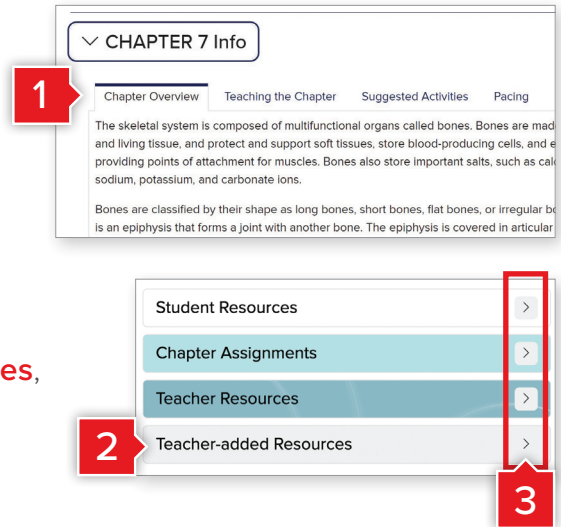 CHAPTER 7 Info
1
Chapter Overview Teaching the Chapter Suggested Activities Pacing
The skeletal system is composed of multifunctional organs called bones. Bones are
and living tissue, and protect and support soft tissues, store blood-producing cells, and
providing points of attachment for muscles. Bones also store important salts, such as
sodium, potassium, and carbonate ions.
Bones are classified by their shape as long bones, short bones, flat bones, or irregular
is an epiphysis that forms a joint with another bone. The epiphysis is covered in articular
Student Resources
Chapter Assignments
es,
Teacher Resources
2
Teacher-added Resources
3